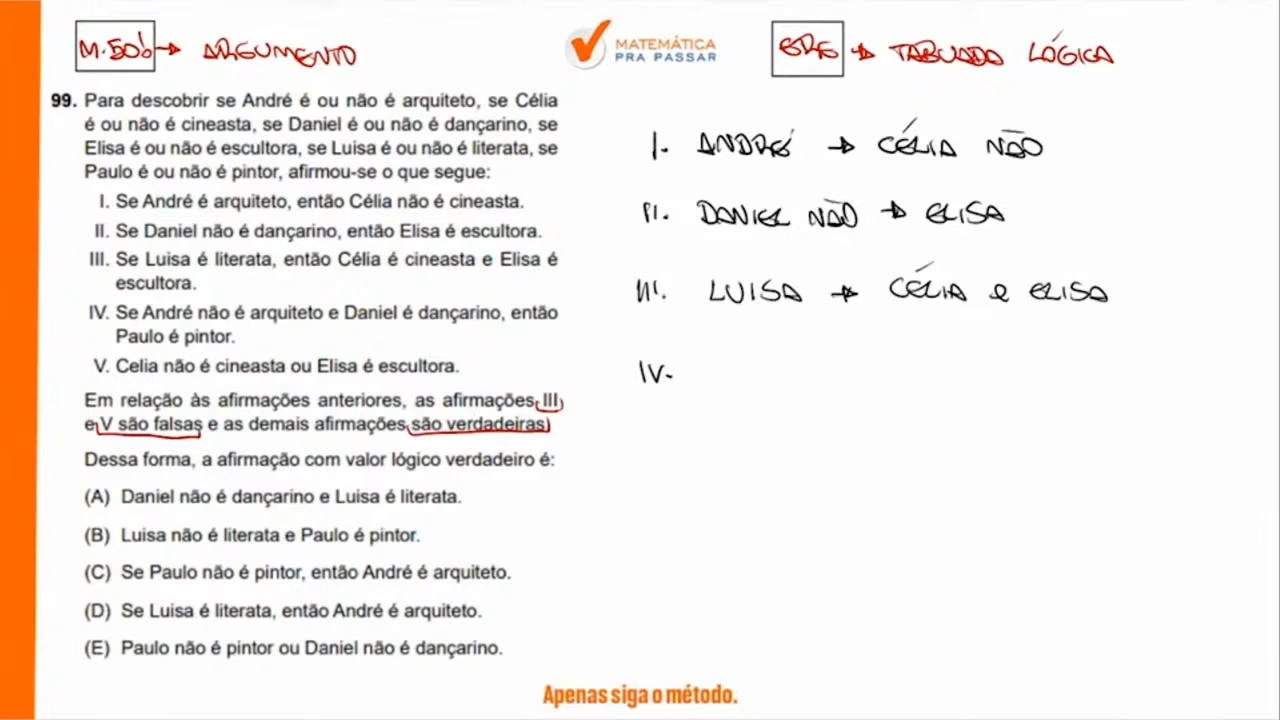 M.50% → ARGUMENTO
MATEMÁTICA
PRA PASSAR
→ TABUADA LÓGICA
99. Para descobrir se André é ou não é arquiteto, se Célia
é ou não é cineasta, se Daniel é ou não é dançarino, se
Elisa é ou não é escultora, se Luisa é ou não é literata, se
Paulo é ou não é pintor, afirmou-se o que segue:
I. Se André é arquiteto, então Célia não é cineasta.
II. Se Daniel não é dançarino, então Elisa é escultora.
III. Se Luisa é literata, então Célia é cineasta e Elisa é
escultora.
IV. Se André não é arquiteto e Daniel é dançarino, então
Paulo é pintor.
V. Celia não é cineasta ou Elisa é escultora.
Em relação às afirmações anteriores, as afirmações III
e V são falsas e as demais afirmações são verdadeiras.
Dessa forma, a afirmação com valor lógico verdadeiro é:
(A) Daniel não é dançarino e Luisa é literata.
(B) Luisa não é literata e Paulo é pintor.
(C) Se Paulo não é pintor, então André é arquiteto.
(D) Se Luisa é literata, então André é arquiteto.
(E) Paulo não é pintor ou Daniel não é dançarino.
I. ANDRÉ → CÉLIA NÃO
II. DANIEL NÃO → ELISA
III. LUISA → CÉLIA e ELISA
IV.
Apenas siga o método.